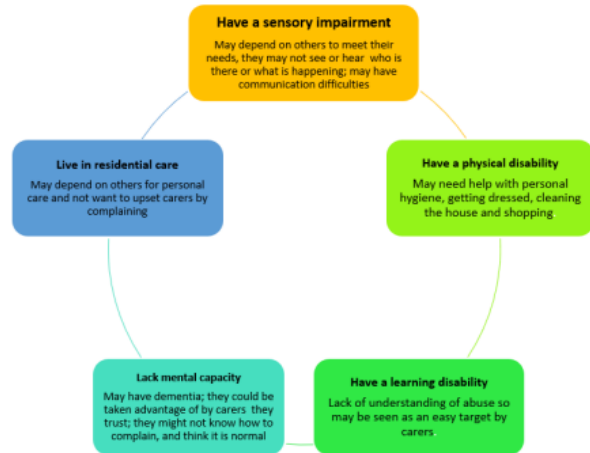 Have a sensory impairment
May depend on others to meet their
needs, they may not see or hear who is
there or what is happening; may have
communication difficulties
Have a physical disability
May need help with personal
hygiene, getting dressed, cleaning
the house and shopping.
Have a learning disability
Lack of understanding of abuse so
may be seen as an easy target by
carers.
Lack mental capacity
May have dementia; they could be
taken advantage of by carers they
trust; they might not know how to
complain, and think it is normal
Live in residential care
May depend on others for personal
care and not want to upset carers by
complaining